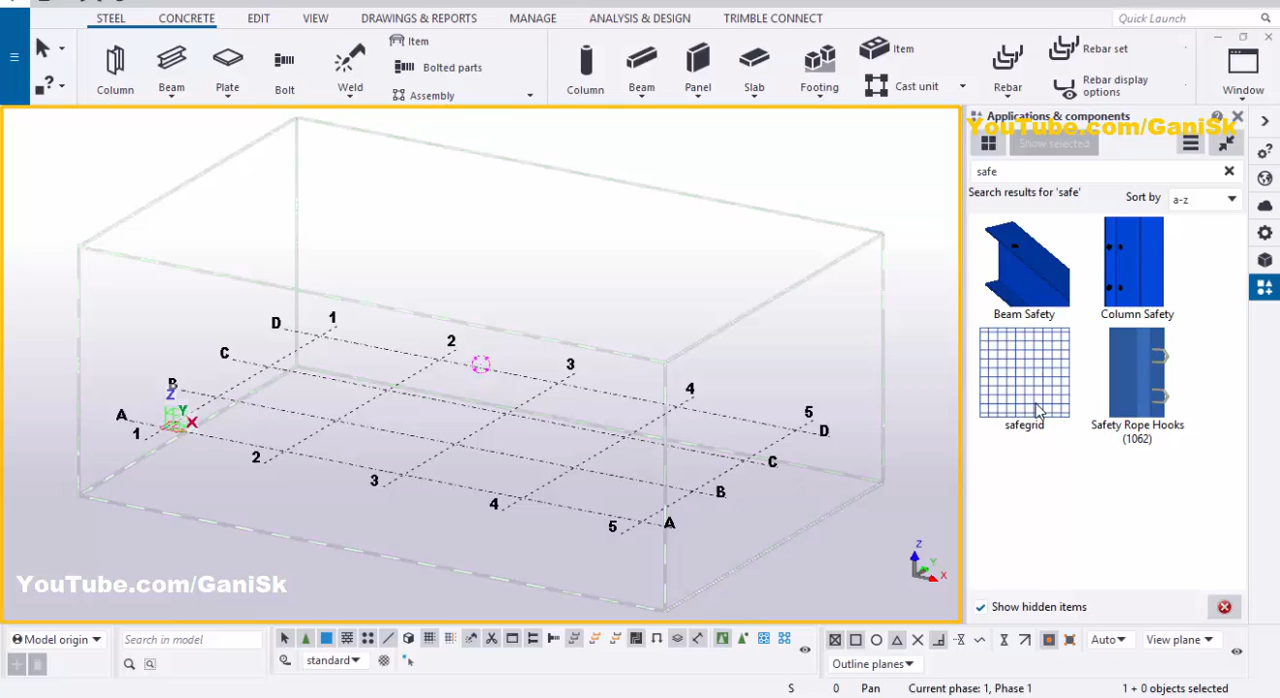 STEEL CONCRETE EDIT VIEW DRAWINGS & REPORTS MANAGE ANALYSIS & DESIGN TRIMBLE CONNECT Quick Launch
Column Beam Plate Bolt Weld Item Bolted parts Assembly
Column Beam Panel Slab Footing Item Cast unit
Rebar Rebar set Rebar display options Window
Applications & components
YouTube.com/GaniSk
Show selected
safe
Search results for 'safe' Sort by a-z
Beam Safety Column Safety
safegrid Safety Rope Hooks
(1062)
Show hidden items
D 1 2 3 4 5 D
C C
B B
A A
1 2 3 4 5
Z Y X
Z Y X
YouTube.com/GaniSk
Model origin Search in model
standard
Auto View plane
Outline planes
S 0 Pan Current phase: 1, Phase 1 1 + 0 objects selected